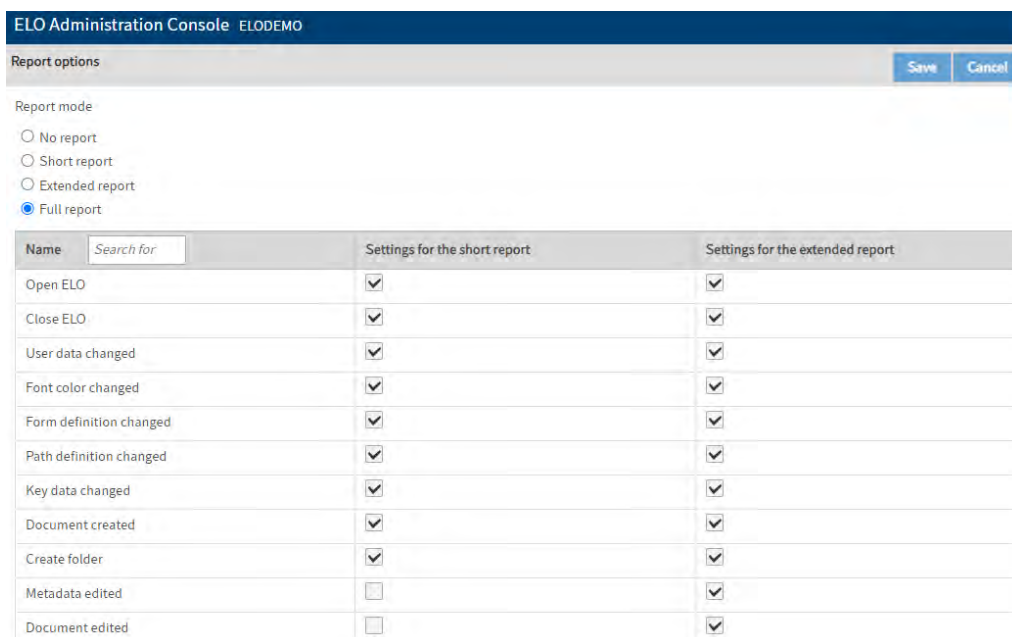 ELO Administration Console ELODEMO
Report options Save Cancel
Report mode
No report
Short report
Extended report
Full report
Name Search for Settings for the short report Settings for the extended report
Open ELO
Close ELO
User data changed
Font color changed
Form definition changed
Path definition changed
Key data changed
Document created
Create folder
Metadata edited
Document edited